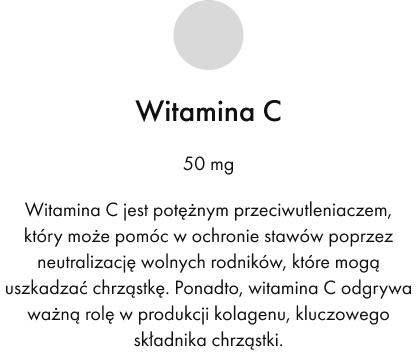 Witamina C
50 mg
Witamina C jest potężnym przeciwutleniaczem,
który może pomóc w ochronie stawów poprzez
neutralizację wolnych rodników, które mogą
uszkadzać chrząstkę. Ponadto, witamina C odgrywa
ważną rolę w produkcji kolagenu, kluczowego
składnika chrząstki.